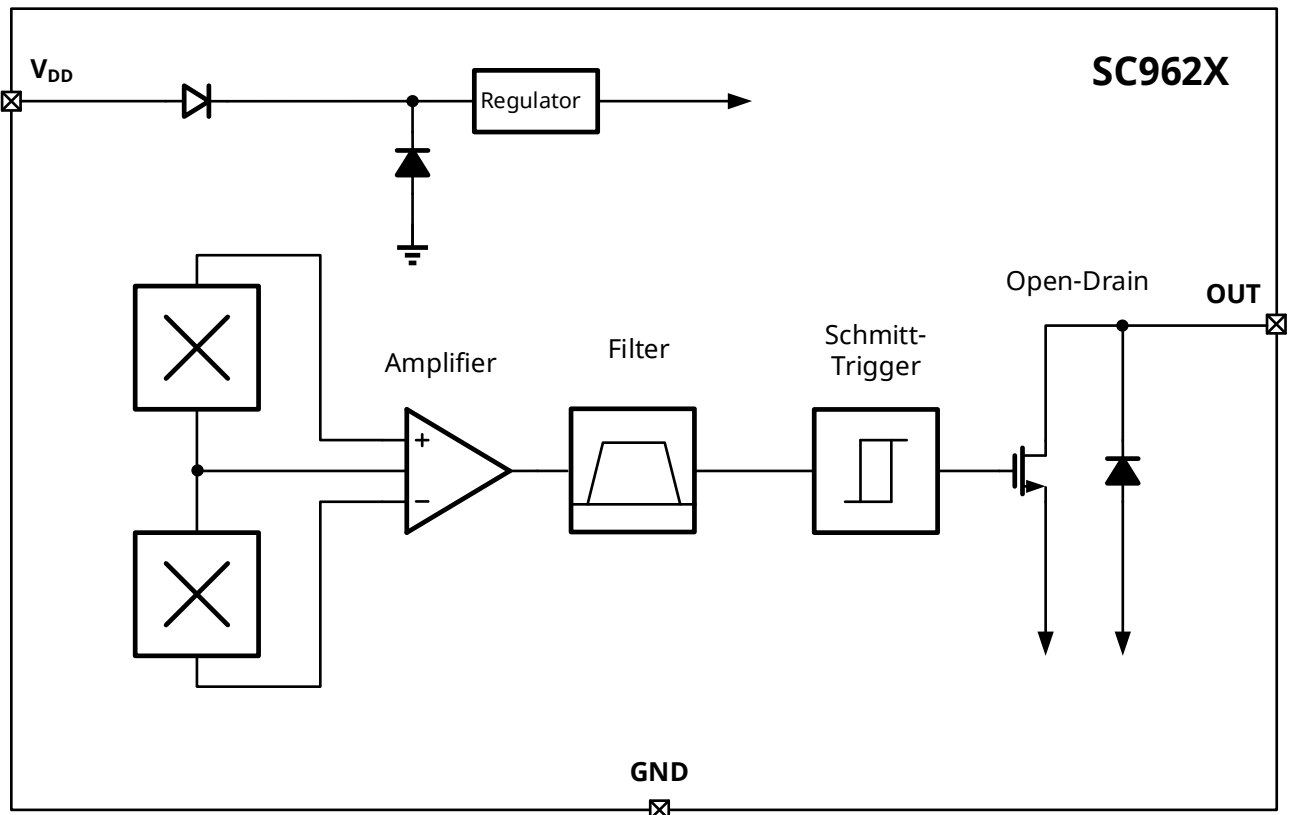 SC962X
VDD
Regulator
Open-Drain
OUT
Schmitt-
Trigger
Filter
Amplifier
+
−
GND